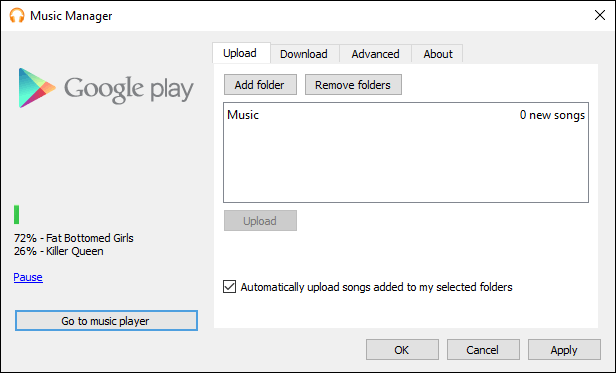 Music Manager
Upload Download Advanced About
Google play
Add folder Remove folders
Music 0 new songs
Upload
72% - Fat Bottomed Girls
26% - Killer Queen
Pause
Automatically upload songs added to my selected folders
Go to music player
OK Cancel Apply